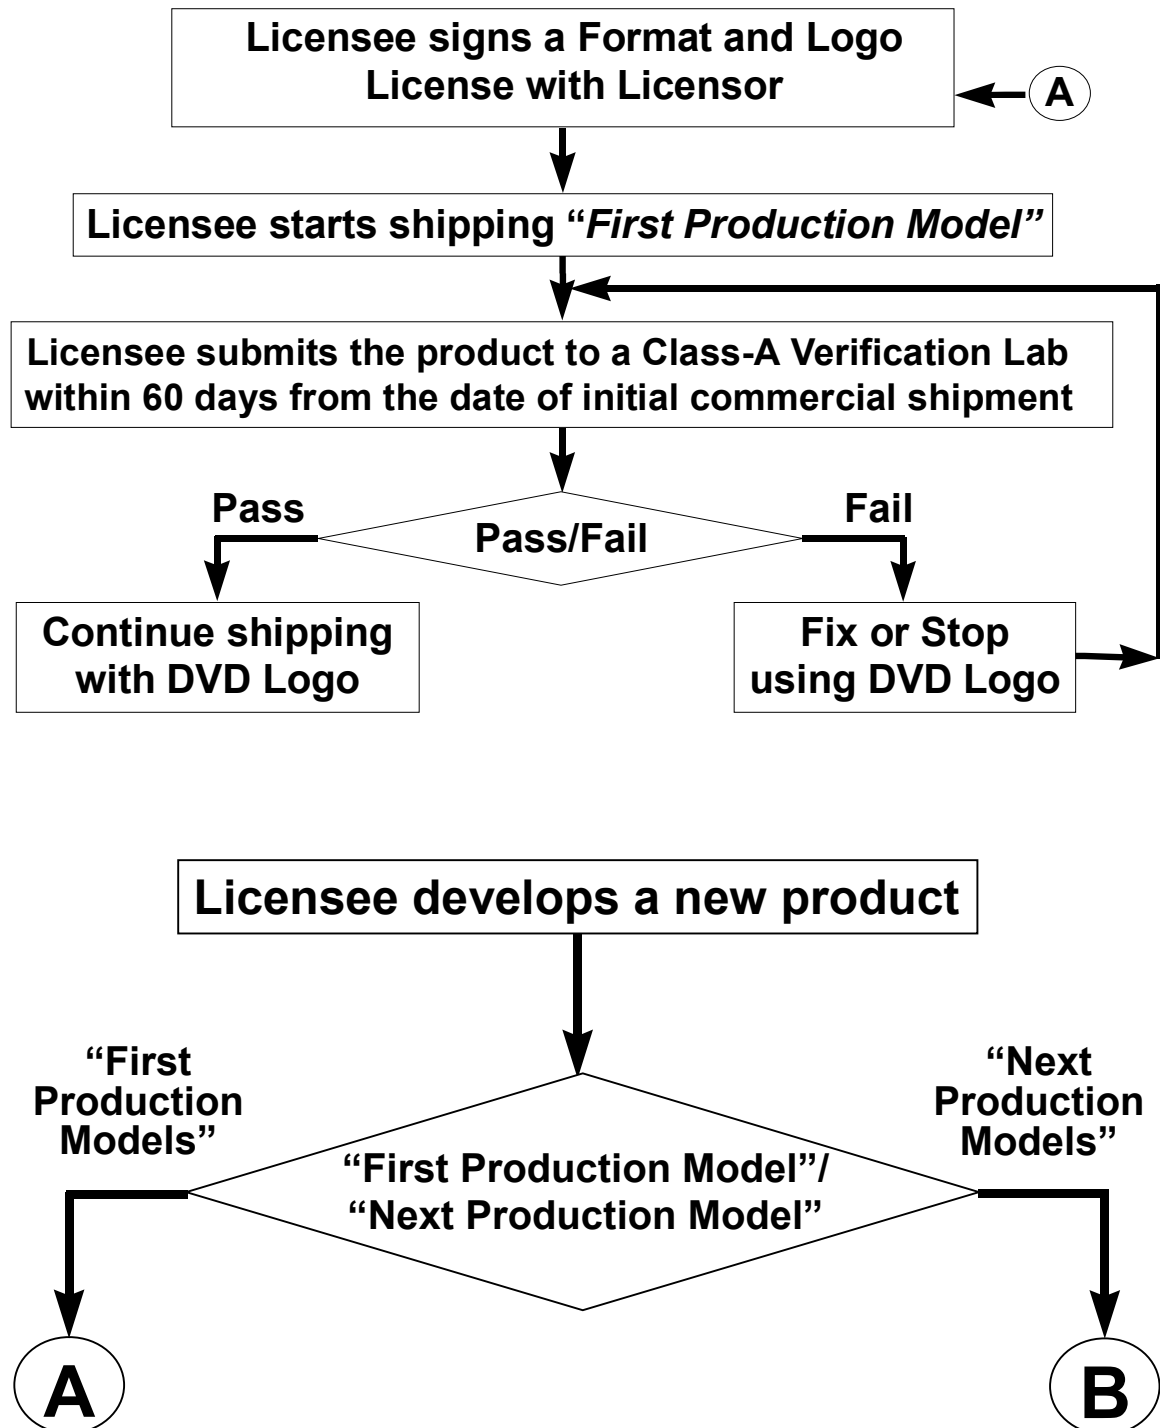 Licensee signs a Format and Logo
License with Licensor
A
Licensee starts shipping “First Production Model”
Licensee submits the product to a Class-A Verification Lab
within 60 days from the date of initial commercial shipment
Pass
Pass/Fail
Fail
Continue shipping
with DVD Logo
Fix or Stop
using DVD Logo
Licensee develops a new product
“First
Production
Models”
“Next
Production
Models”
“First Production Model”/
“Next Production Model”
A
B